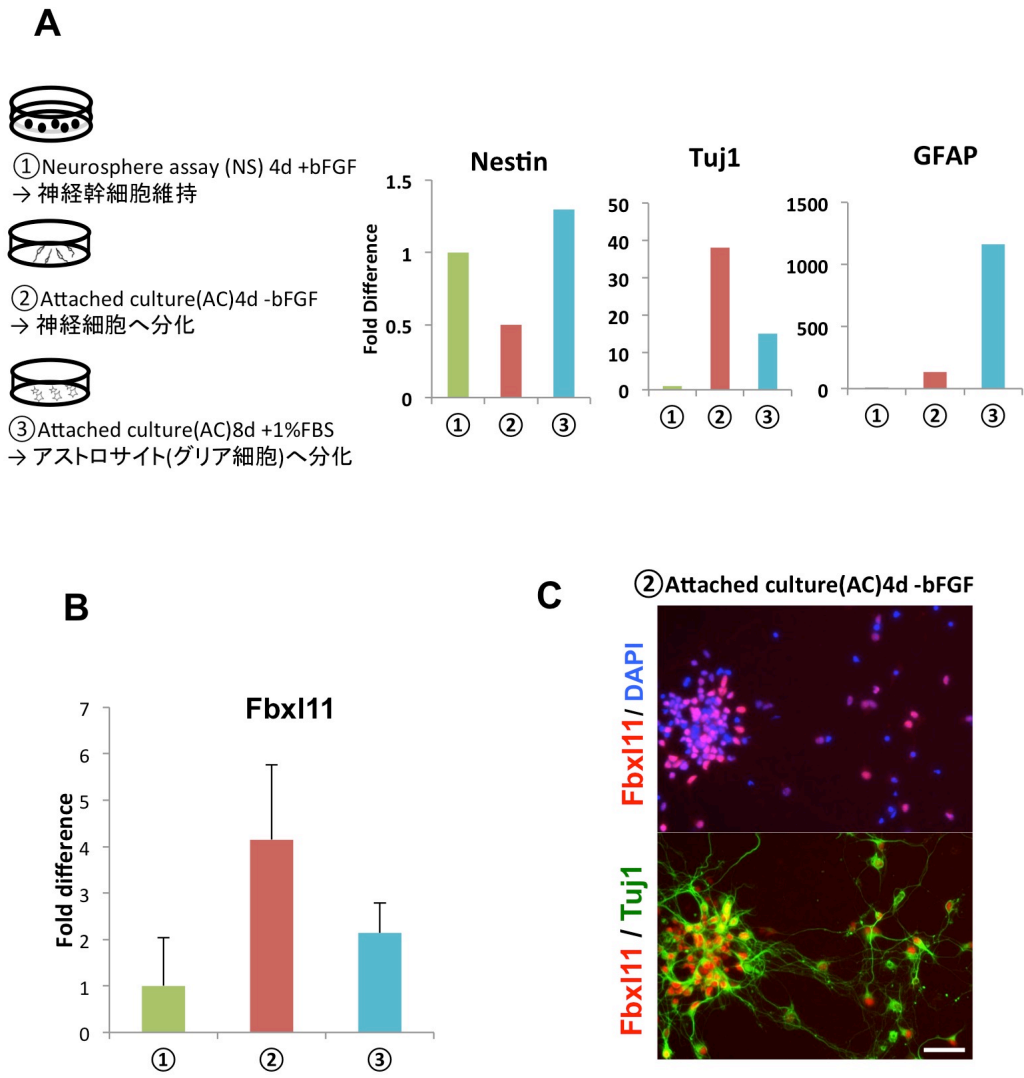 A
①Neurosphere assay (NS) 4d +bFGF
→ 神経幹細胞維持
②Attached culture(AC)4d -bFGF
→ 神経細胞へ分化
③Attached culture(AC)8d +1%FBS
→ アストロサイト(グリア細胞)へ分化
Nestin
Fold Difference
1.5
1
0.5
0
① ② ③
Tuj1
50
40
30
20
10
0
① ② ③
GFAP
1500
1000
500
0
① ② ③
B
Fbxl11
Fold difference
7
6
5
4
3
2
1
0
① ② ③
C
②Attached culture(AC)4d -bFGF
Fbxl11/ DAPI
Fbxl11 / Tuj1